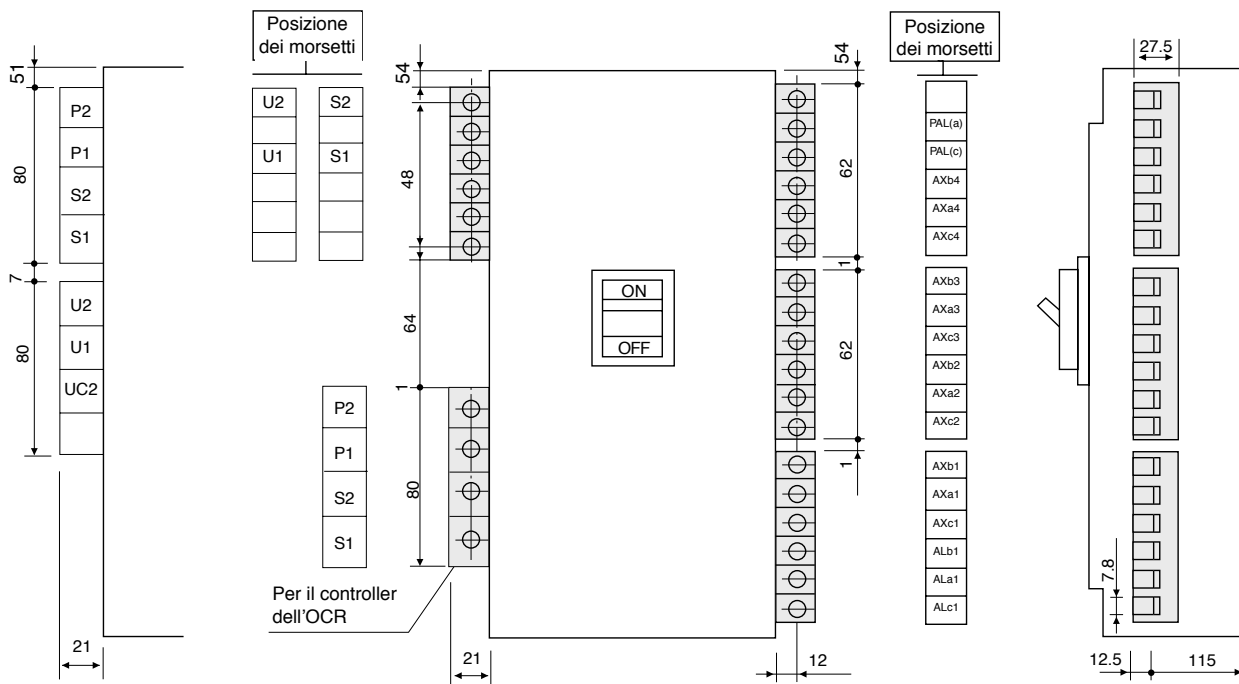 51
80
7
80
P2
P1
S2
S1
U2
U1
UC2
21
Posizione
dei morsetti
U2
U1
S2
S1
54
48
64
1
80
P2
P1
S2
S1
Per il controller
dell'OCR
21
ON
OFF
12
54
62
1
62
1
Posizione
dei morsetti
PAL(a)
PAL(c)
AXb4
AXa4
AXc4
AXb3
AXa3
AXc3
AXb2
AXa2
AXc2
AXb1
AXa1
AXc1
ALb1
ALa1
ALc1
27.5
7.8
12.5
115